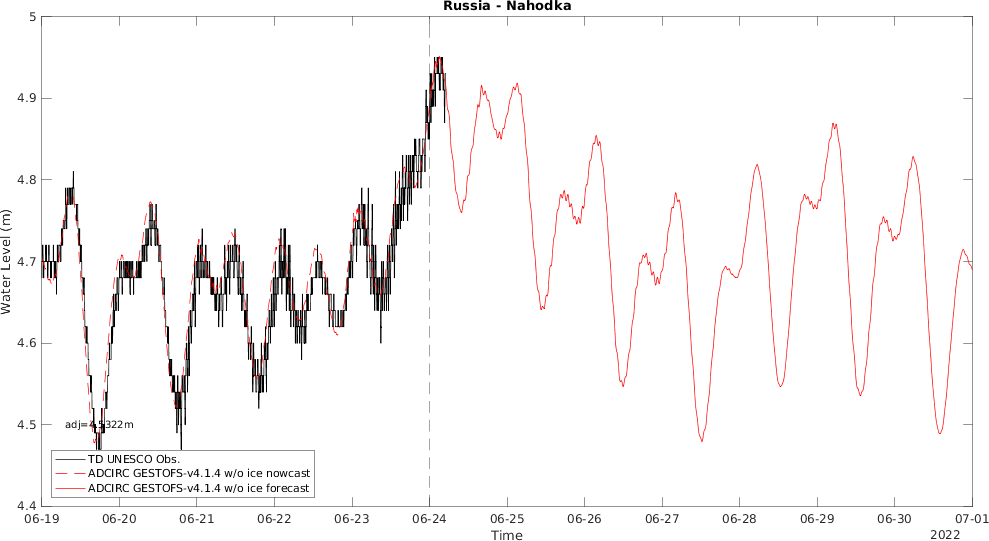 Russia - Nahodka
Water Level (m)
5
4.9
4.8
4.7
4.6
4.5
4.4
adj=4.5322m
TD UNESCO Obs.
ADCIRC GESTOFS-v4.1.4 w/o ice nowcast
ADCIRC GESTOFS-v4.1.4 w/o ice forecast
06-19 06-20 06-21 06-22 06-23 06-24 06-25 06-26 06-27 06-28 06-29 06-30 07-01
Time
2022